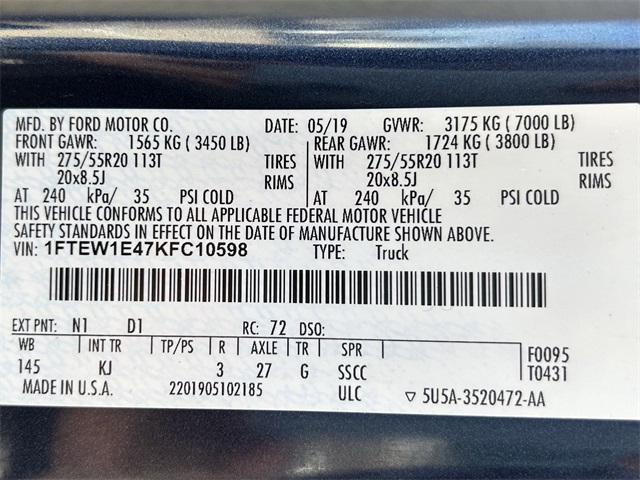 MFD. BY FORD MOTOR CO. DATE: 05/19 GVWR: 3175 KG ( 7000 LB)
FRONT GAWR: 1565 KG ( 3450 LB) REAR GAWR: 1724 KG ( 3800 LB)
WITH 275/55R20 113T TIRES WITH 275/55R20 113T TIRES
20x8.5J RIMS 20x8.5J RIMS
AT 240 kPa/ 35 PSI COLD AT 240 kPa/ 35 PSI COLD
THIS VEHICLE CONFORMS TO ALL APPLICABLE FEDERAL MOTOR VEHICLE
SAFETY STANDARDS IN EFFECT ON THE DATE OF MANUFACTURE SHOWN ABOVE.
VIN: 1FTEW1E47KFC10598 TYPE: Truck
EXT PNT: N1 D1 RC: 72 DSO:
WB INT TR TP/PS R AXLE TR SPR F0095
145 KJ 3 27 G SSCC T0431
MADE IN U.S.A. 2201905102185 ULC ▽ 5U5A-3520472-AA